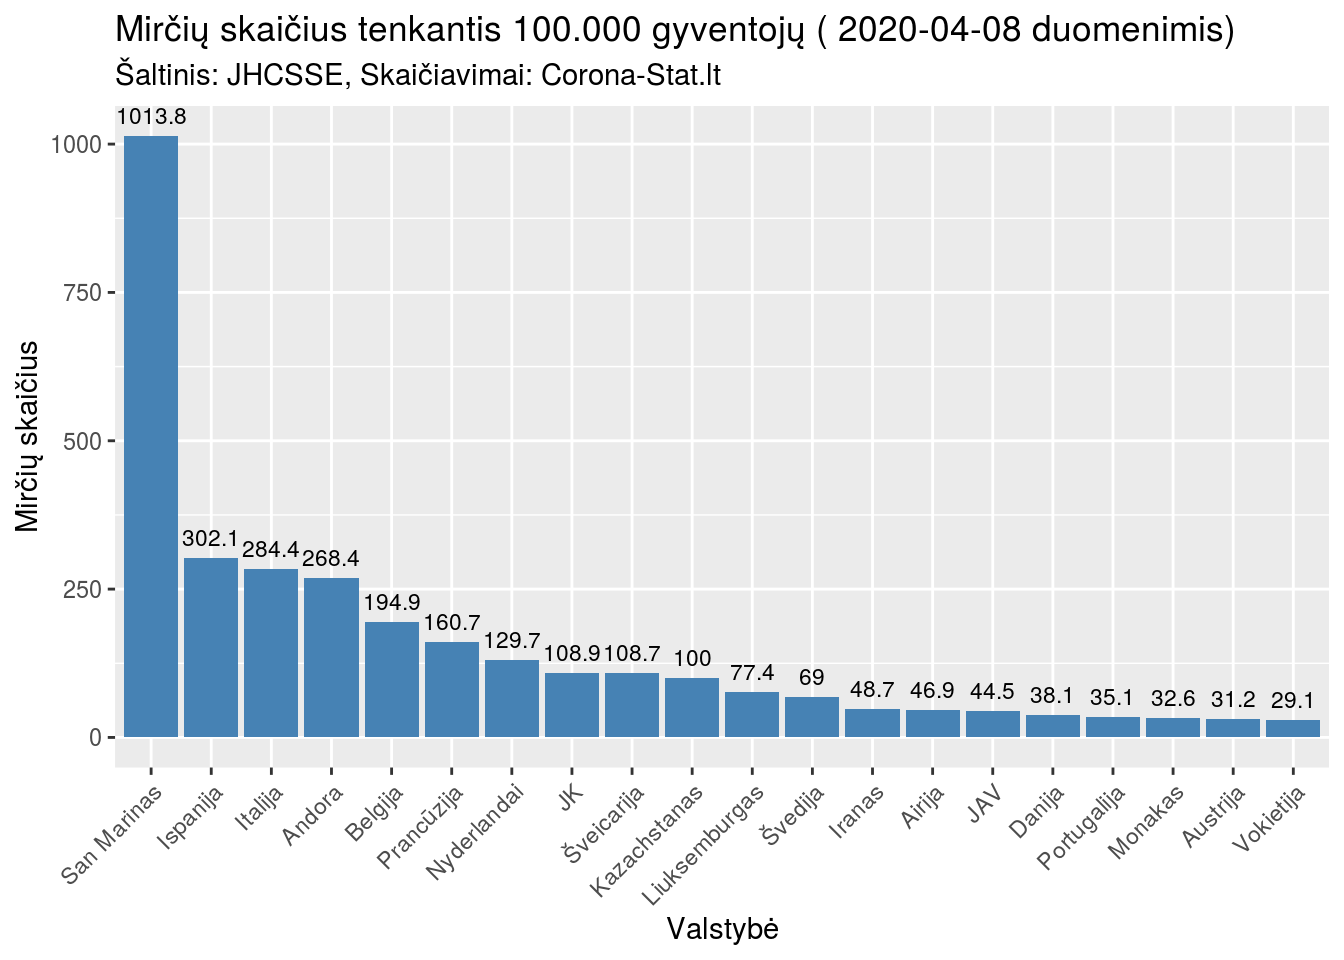 Mirčių skaičius tenkantis 100.000 gyventojų ( 2020-04-08 duomenimis)
Šaltinis: JHCSSE, Skaičiavimai: Corona-Stat.lt
Mirčių skaičius
1000
750
500
250
0
1013.8
302.1
284.4
268.4
194.9
160.7
129.7
108.9
108.7
100
77.4
69
48.7
46.9
44.5
38.1
35.1
32.6
31.2
29.1
San Marinas
Ispanija
Italija
Andora
Belgija
Prancūzija
Nyderlandai
JK
Šveicarija
Kazachstanas
Liuksemburgas
Švedija
Iranas
Airija
JAV
Danija
Portugalija
Monakas
Austrija
Vokietija
Valstybė